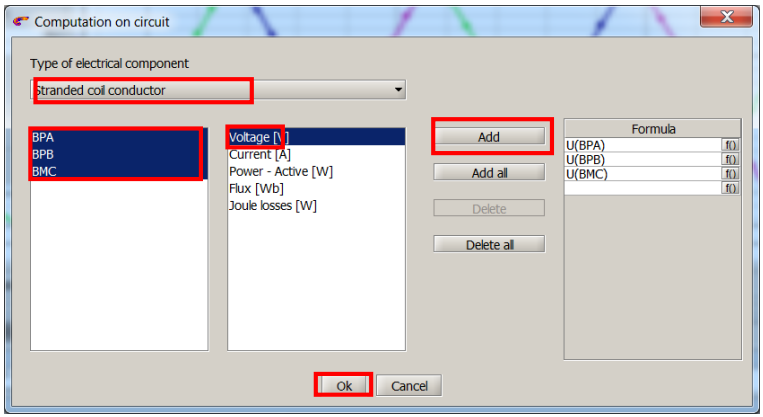 Computation on circuit
X
Type of electrical component
Stranded coil conductor
BPA
BPB
BMC
Voltage [V]
Current [A]
Power - Active [W]
Flux [Wb]
Joule losses [W]
Add
Add all
Delete
Delete all
Formula
U(BPA) f()
U(BPB) f()
U(BMC) f()
f()
Ok
Cancel